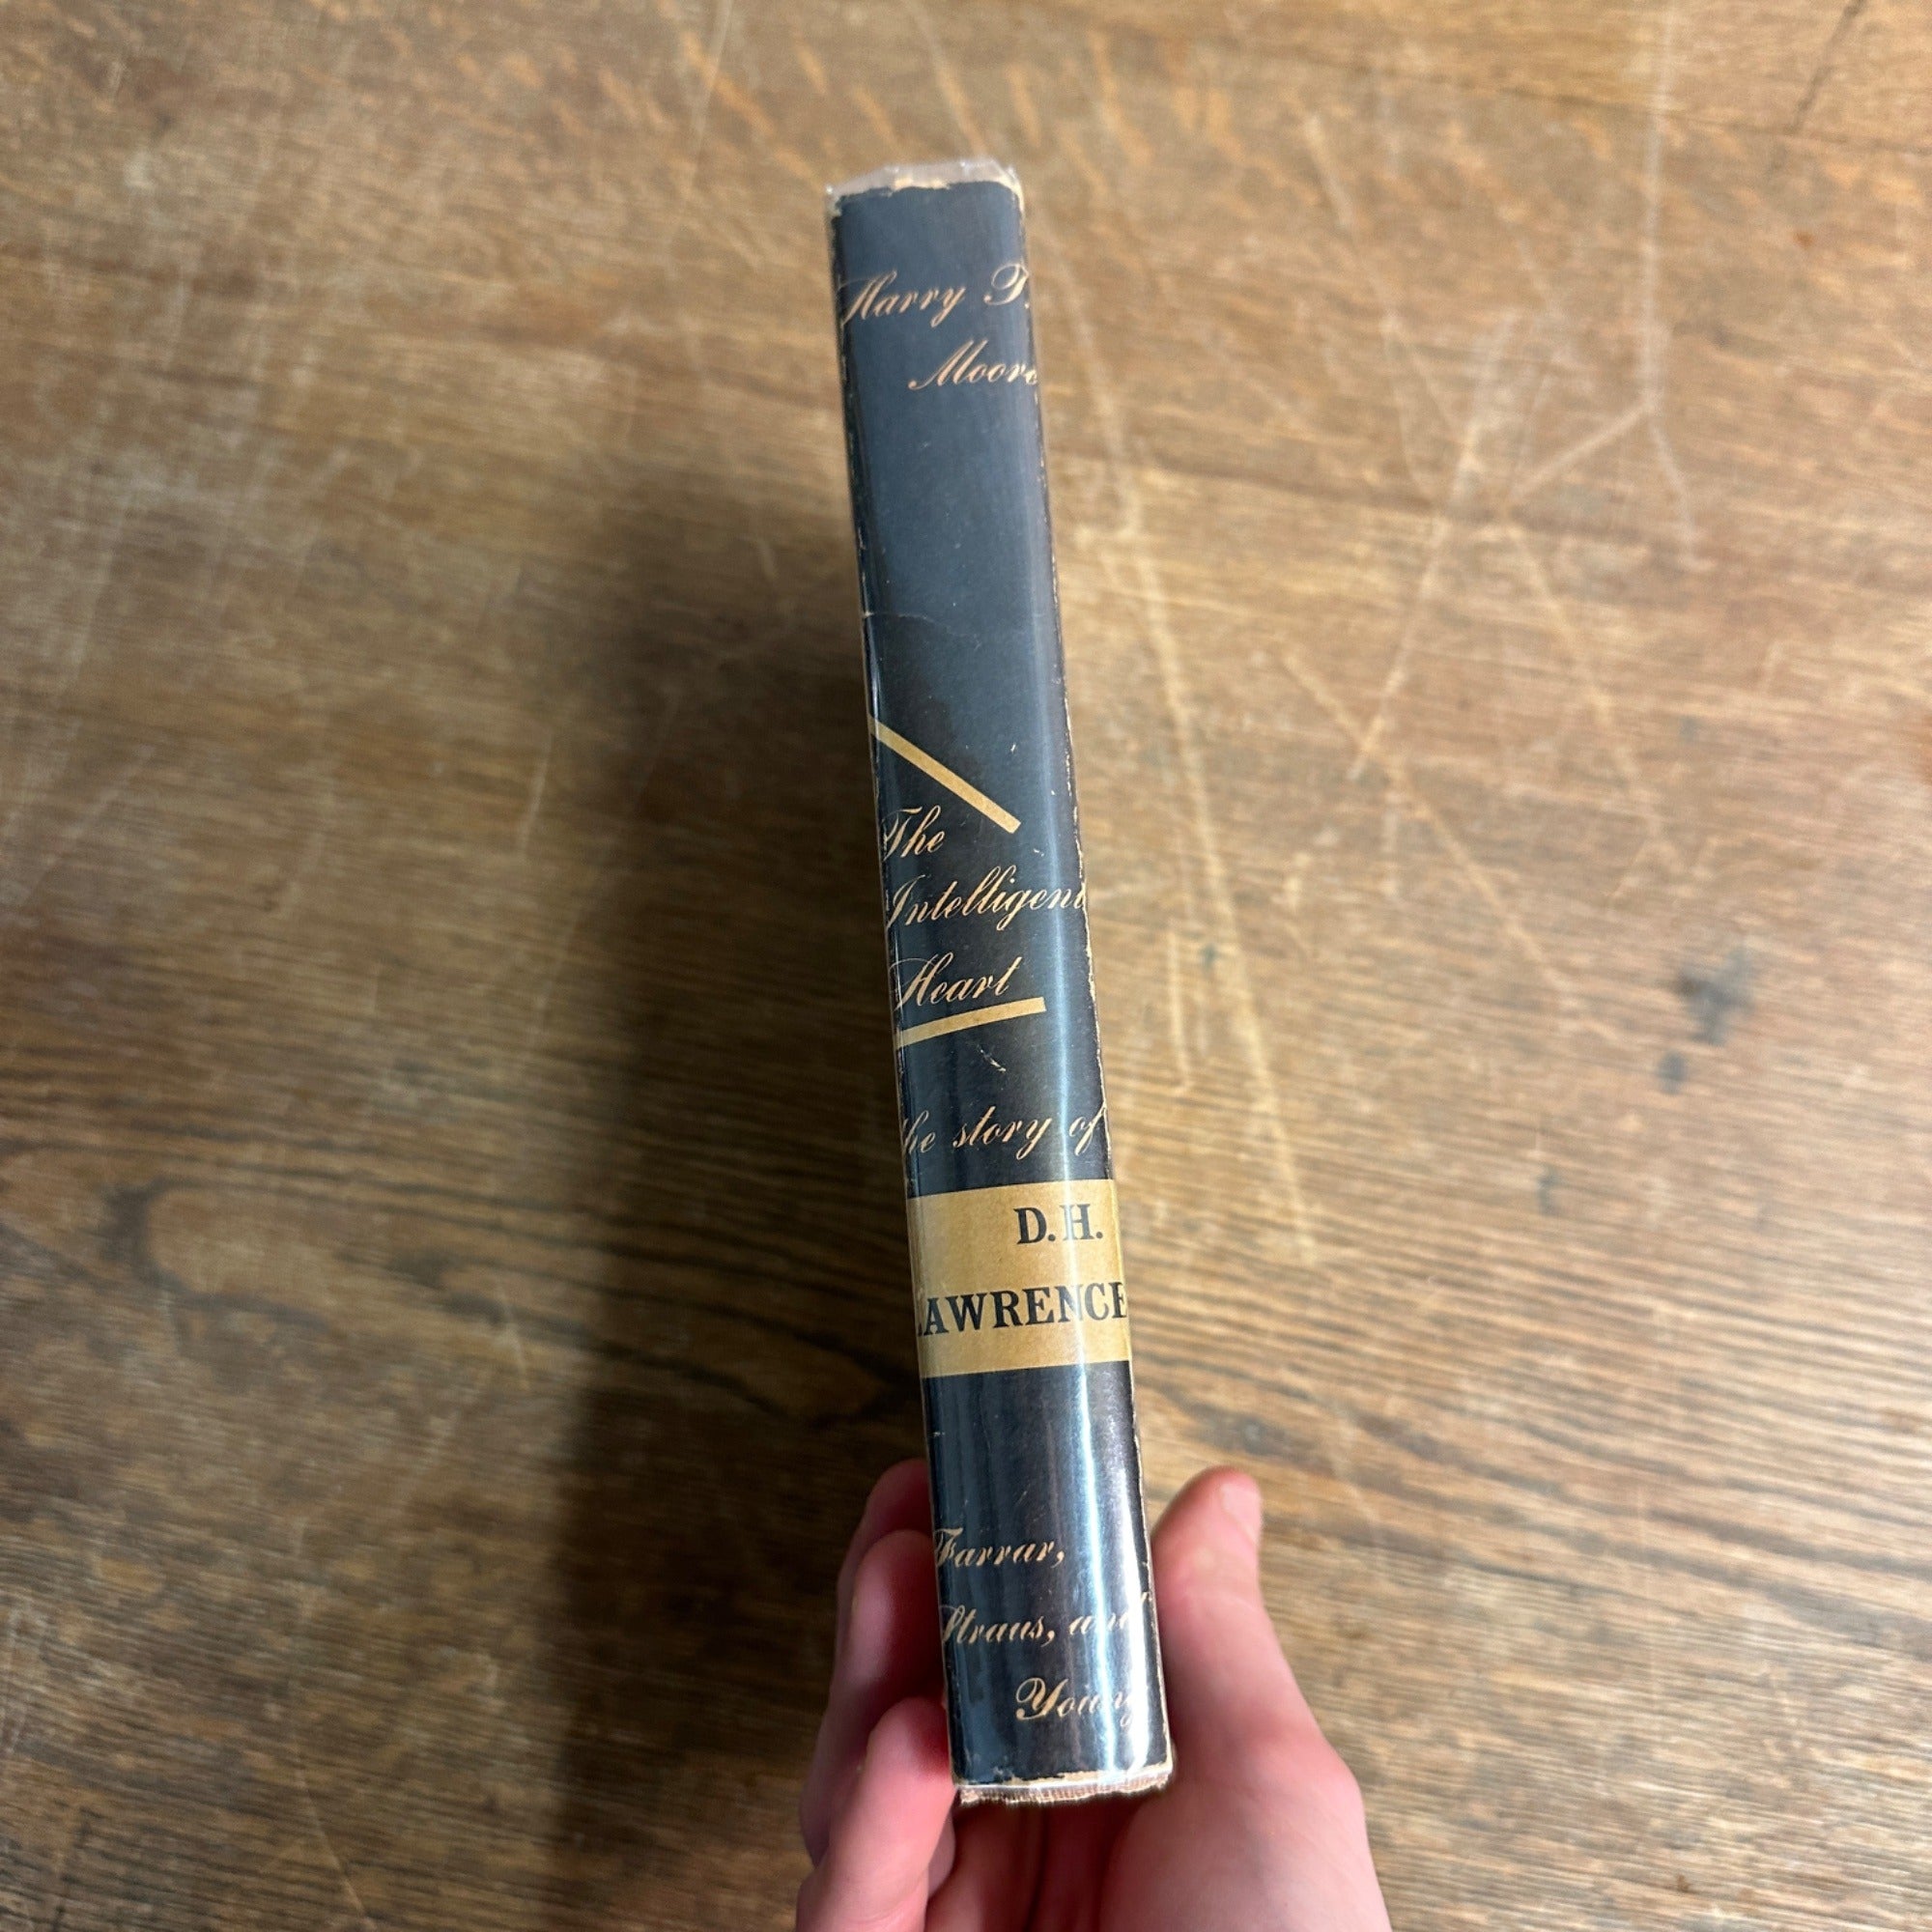 Harry T.
Moore
The
Intelligent
Heart
the story of
D.H.
LAWRENCE
Farrar,
Straus, and
Young